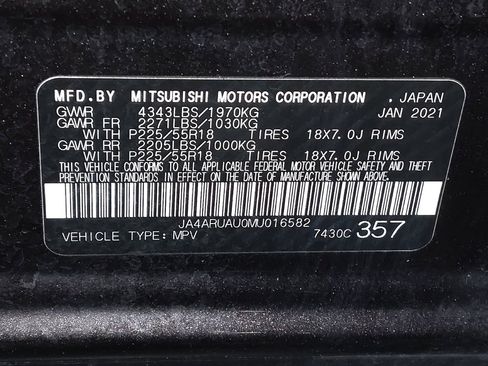 MFD.BY MITSUBISHI MOTORS CORPORATION , JAPAN
GVWR 4343LBS/1970KG JAN 2021
GAWR FR 2271LBS/1030KG
WITH P225/55R18 TIRES 18X7.0J RIMS
GAWR RR 2205LBS/1000KG
WITH P225/55R18 TIRES 18X7.0J RIMS
THIS VEHICLE CONFORMS TO ALL APPLICABLE FEDERAL MOTOR VEHICLE SAFETY AND THEFT
PREVENTION STANDARDS IN EFFECT ON THE DATE OF MANUFACTURE SHOWN ABOVE.
JA4ARUAU0MU016582
VEHICLE TYPE: MPV 7430C 357